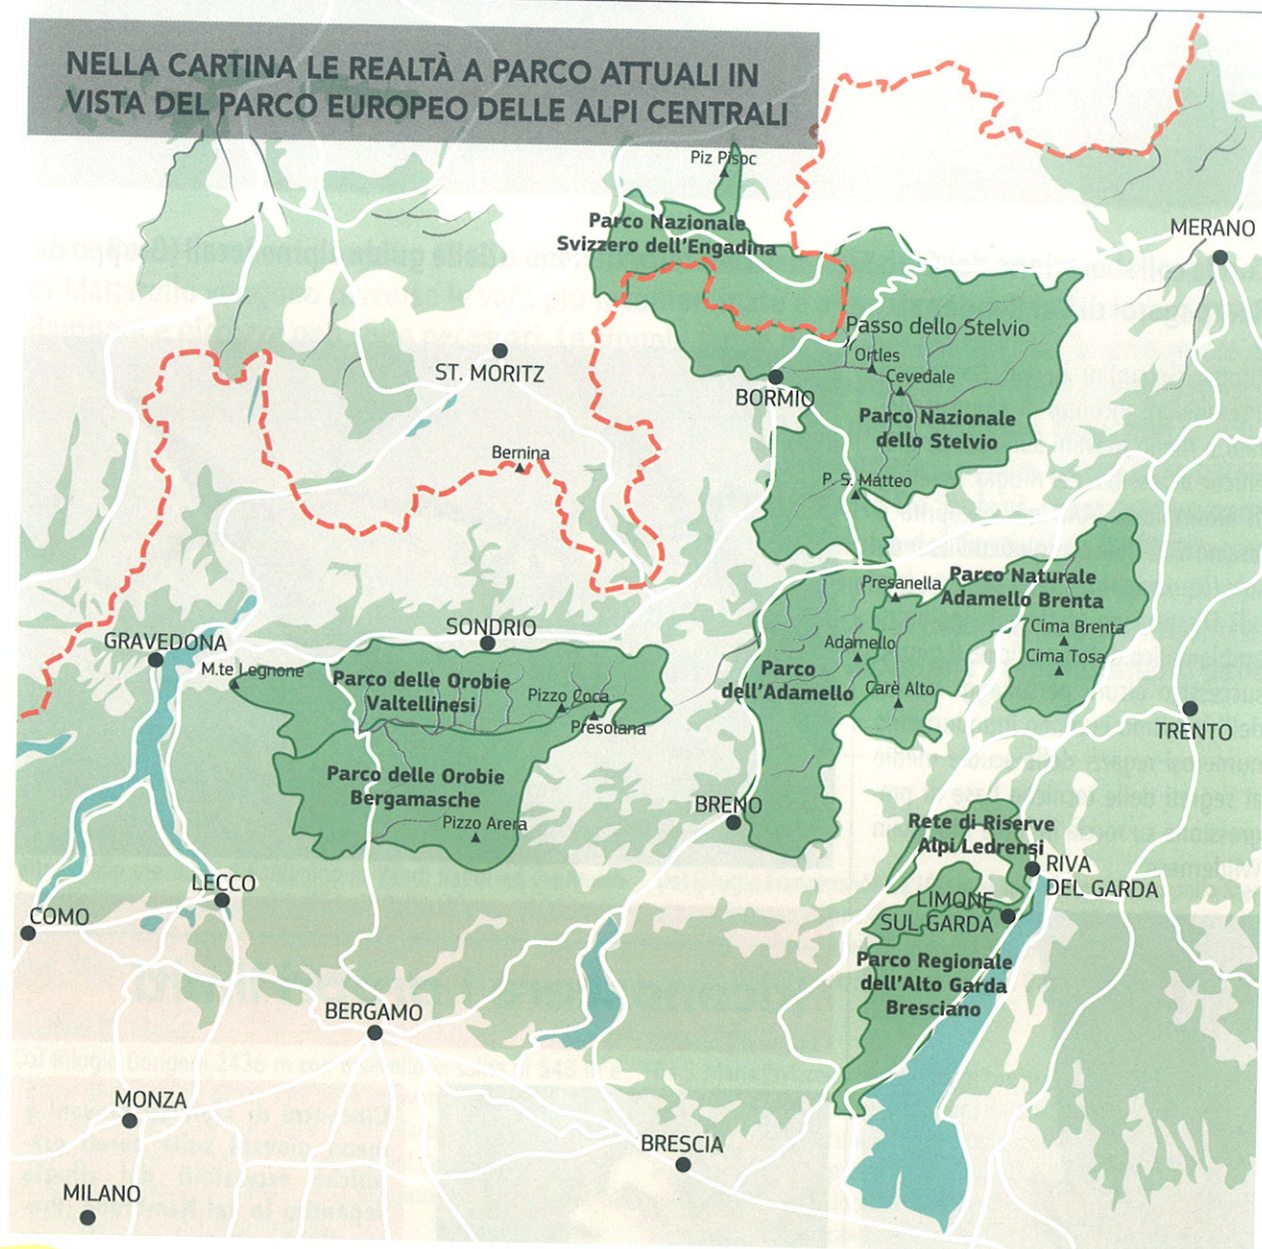 NELLA CARTINA LE REALTÀ A PARCO ATTUALI IN
VISTA DEL PARCO EUROPEO DELLE ALPI CENTRALI
Piz Pisoc
Parco Nazionale
Svizzero dell'Engadina
MERANO
Passo dello Stelvio
Ortles
Cevedale
ST. MORITZ
BORMIO
Parco Nazionale
dello Stelvio
Bernina
P. S. Matteo
Presanella
Parco Naturale
Adamello Brenta
Cima Brenta
Cima Tosa
GRAVEDONA
SONDRIO
M.te Legnone
Parco delle Orobie
Valtellinesi
Pizzo Coca
Presolana
Adamello
Parco
dell'Adamello
Carè Alto
TRENTO
Parco delle Orobie
Bergamasche
Pizzo Arera
BRENO
Rete di Riserve
Alpi Ledrensi
RIVA
DEL GARDA
LECCO
LIMONE
SUL GARDA
COMO
Parco Regionale
dell'Alto Garda
Bresciano
BERGAMO
MONZA
BRESCIA
MILANO